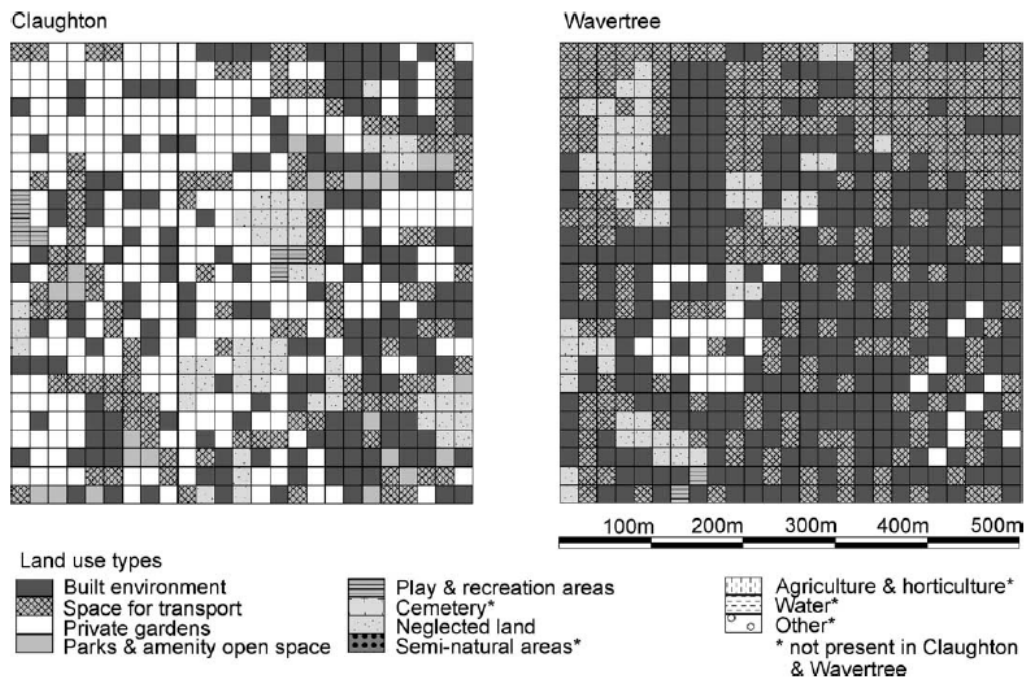 Claughton
Wavertree
100m 200m 300m 400m 500m
Land use types
Built environment
Space for transport
Private gardens
Parks & amenity open space
Play & recreation areas
Cemetery*
Neglected land
Semi-natural areas*
Agriculture & horticulture*
Water*
Other*
* not present in Claughton
& Wavertree